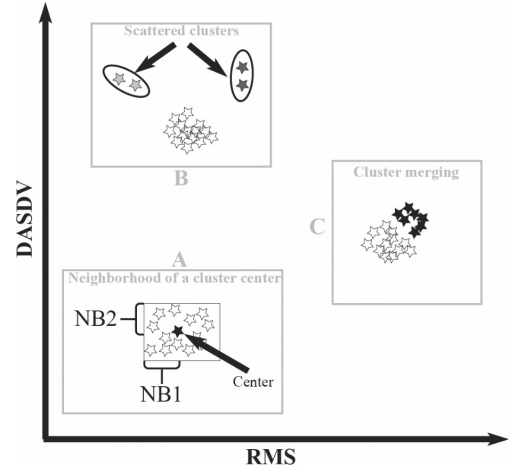 Scattered clusters
B
Cluster merging
C
DASDV
A
Neighborhood of a cluster center
NB2
Center
NB1
RMS